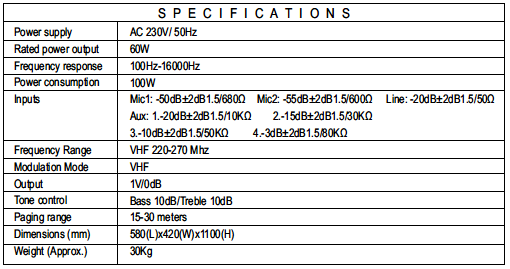 SPECIFICATIONS
Power supply AC 230V/ 50Hz
Rated power output 60W
Frequency response 100Hz-16000Hz
Power consumption 100W
Inputs Mic1: -50dB±2dB1.5/680Ω Mic2: -55dB±2dB1.5/600Ω Line: -20dB±2dB1.5/50Ω
Aux: 1.-20dB±2dB1.5/10KΩ 2.-15dB±2dB1.5/30KΩ
3.-10dB±2dB1.5/50KΩ 4.-3dB±2dB1.5/80KΩ
Frequency Range VHF 220-270 Mhz
Modulation Mode VHF
Output 1V/0dB
Tone control Bass 10dB/Treble 10dB
Paging range 15-30 meters
Dimensions (mm) 580(L)x420(W)x1100(H)
Weight (Approx.) 30Kg